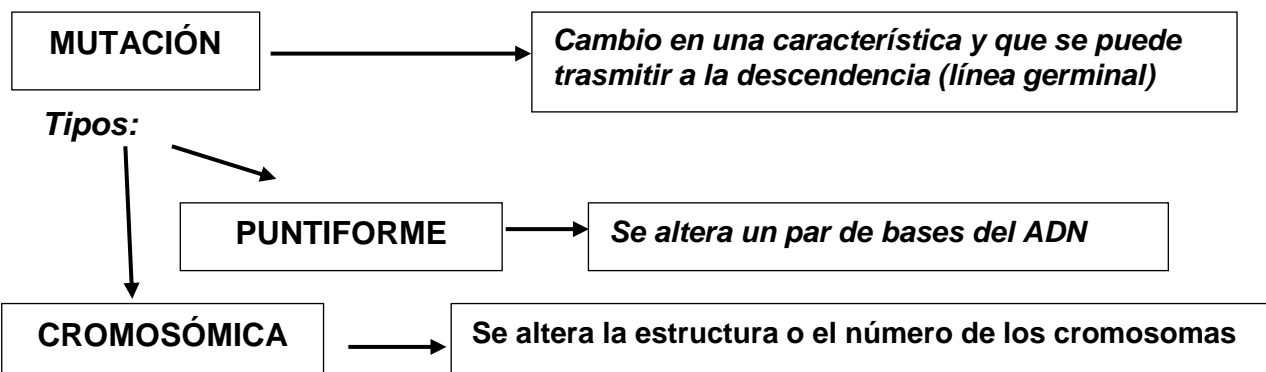 MUTACIÓN
Cambio en una característica y que se puede
trasmitir a la descendencia (línea germinal)
Tipos:
PUNTIFORME
Se altera un par de bases del ADN
CROMOSÓMICA
Se altera la estructura o el número de los cromosomas